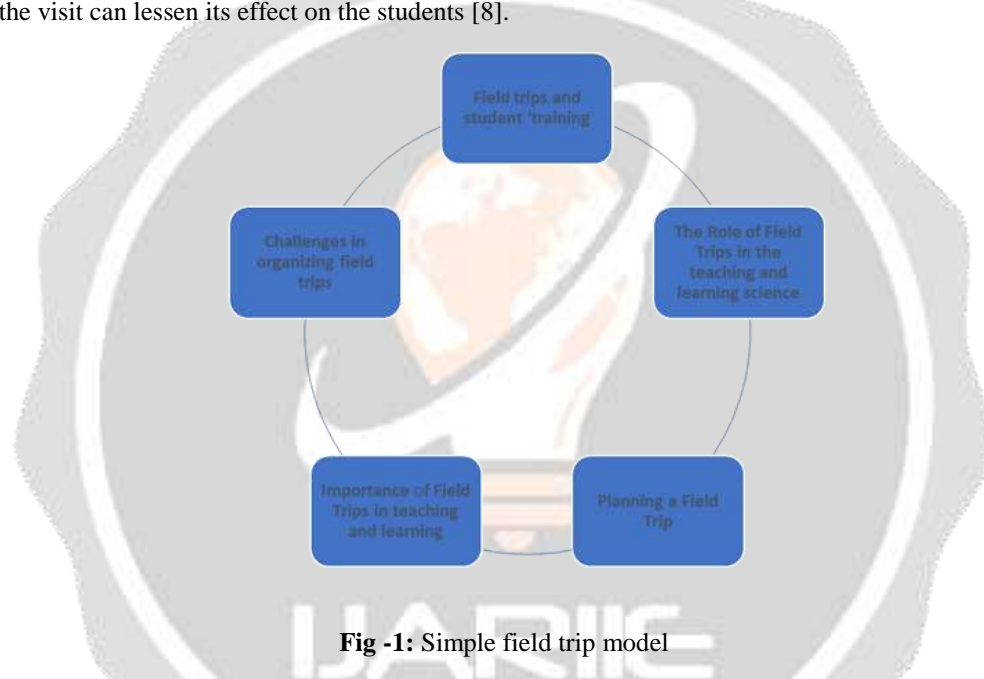 the visit can lessen its effect on the students [8].
Field trips and
student 'training
Challenges in
organizing field
trips
The Role of Field
Trips in the
teaching and
learning science
Importance of Field
Trips in teaching
and learning
Planning a Field
Trip
IJARIIE
Fig -1: Simple field trip model